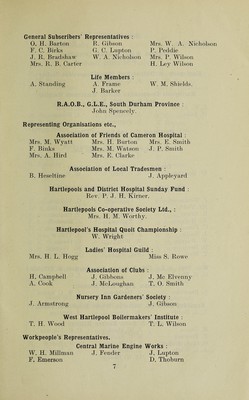 General Subscribers' Representatives :
O. H. Barton E. Gibson Mrs. W. A. Nicholson
F. C. Birks G. C. Lupton P. Peddie
J. R. Bradshaw W. A. Nicholson Mrs. P. Wilson
Mrs. R. B. Carter H. Ley Wilson
Life Members :
A. Standing A. Frame W. M. Shields.
J. Barker
R.A.O.B., G.L.E., South Durham Province :
John Spencely.
Representing Organisations etc.,
Association of Friends of Cameron Hospital :
Mrs. M. Wyatt Mrs. H. Burton Mrs. E. Smith
F. Binks Mrs. M. Watson J. P. Smith
Mrs. A. Hird Mrs. E. Clarke
Association of Local Tradesmen :
B. Heseltine J. Appleyard
Hartlepools and District Hospital Sunday Fund :
Rev. P. J. H. Kirner.
Hartlepools Co-operative Society Ltd., :
Mrs. H. M. Worthy.
Hartlepool's Hospital Quoit Championship :
W. Wright
Ladies' Hospital Guild :
Mrs. H. L. Hogg Miss S. Rowe
Association of Clubs :
H. Campbell J. Gibbons J. Mc Elvenny
A. Cook J. McLoughan T. O. Smith
Nursery Inn Gardeners' Society :
J. Armstrong J. Gibson
West Hartlepool Boilermakers' Institute :
T. H. Wood T. L. Wilson
Workpeople's Representatives.
Central Marine Engine Works :
W. H. Millman J. Fender J. Lupton
F. Emerson D. Thoburn
7